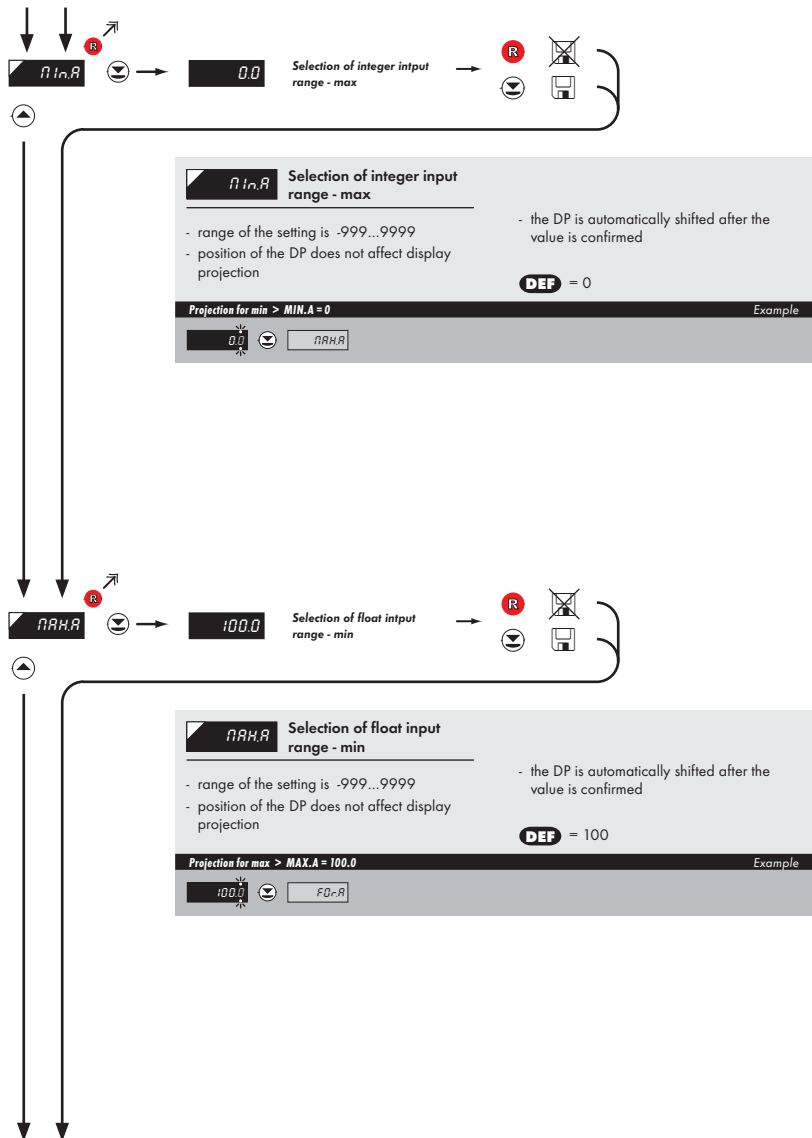 R
MIn.A
0.0
Selection of integer intput
range - max
R
MIn.A
Selection of integer input
range - max
- range of the setting is -999...9999
- position of the DP does not affect display
projection
- the DP is automatically shifted after the
value is confirmed
DEF = 0
Projection for min > MIN.A = 0 Example
0.0
MAX.A
R
MAX.A
100.0
Selection of float intput
range - min
R
MAX.A
Selection of float input
range - min
- range of the setting is -999...9999
- position of the DP does not affect display
projection
- the DP is automatically shifted after the
value is confirmed
DEF = 100
Projection for max > MAX.A = 100.0 Example
100.0
FOr.A